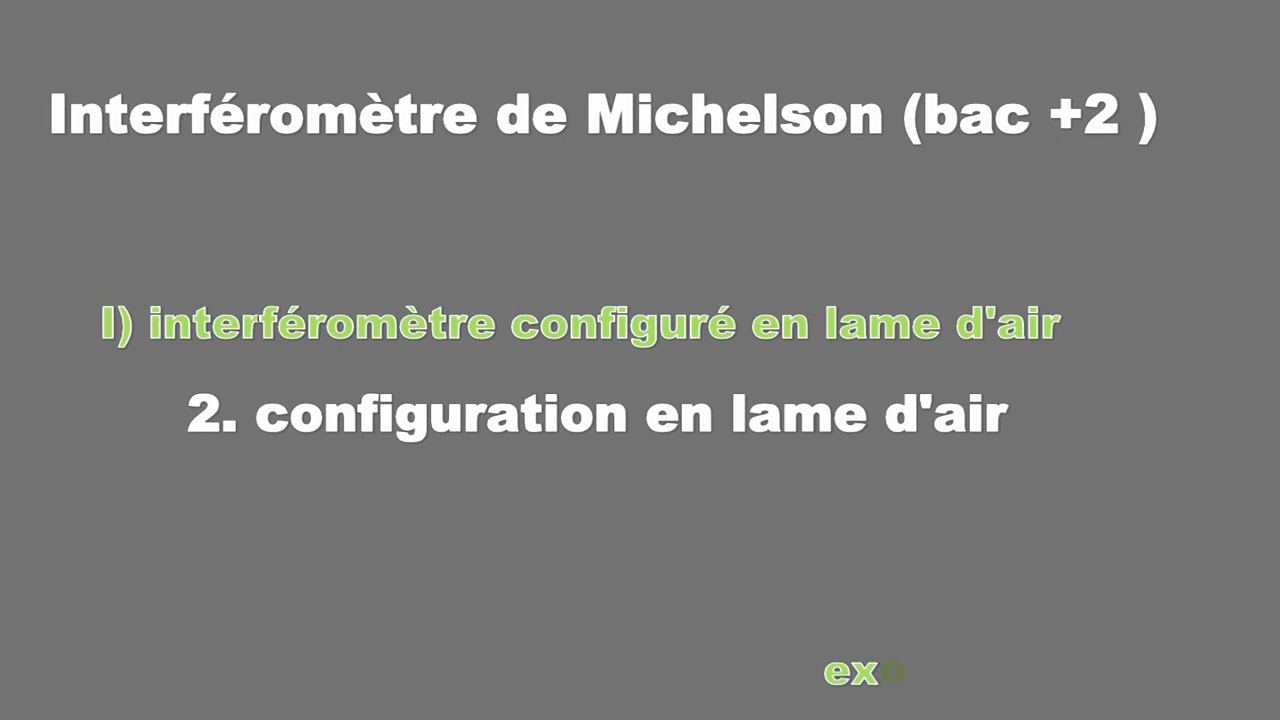 Interféromètre de Michelson (bac +2 )
I) interféromètre configuré en lame d'air
2. configuration en lame d'air
exo